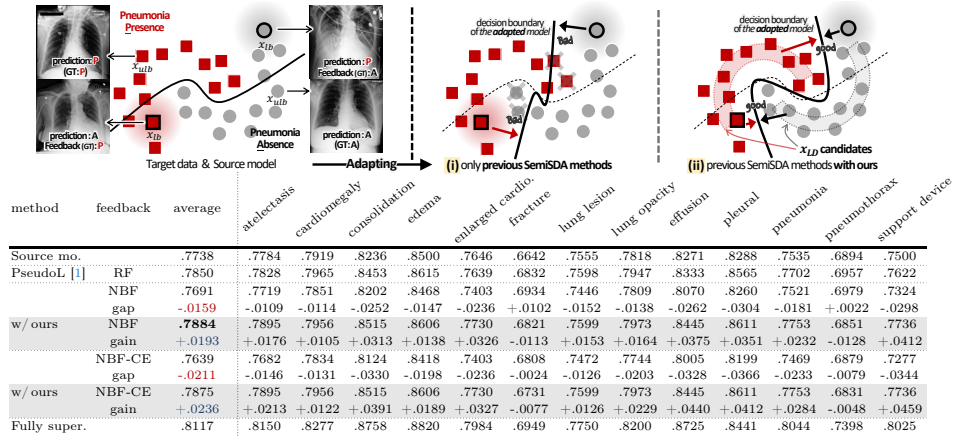 Pneumonia
Presence
x_lb
prediction: P
(GT: P)
x_ulb
prediction : P
Feedback (GT) : A
x_ulb
prediction : A
Feedback (GT) : P
x_lb
Pneumonia
Absence
prediction : A
(GT: A)
Target data & Source model
Adapting
decision boundary
of the adapted model
Bad
Bad
(i) only previous SemiSDA methods
decision boundary
of the adapted model
good
good
x_LD candidates
(ii) previous SemiSDA methods with ours
method feedback average atelectasis cardiomegaly consolidation edema enlarged cardio. fracture lung lesion lung opacity effusion pleural pneumonia pneumothorax support device
Source mo. .7738 .7784 .7919 .8236 .8500 .7646 .6642 .7555 .7818 .8271 .8288 .7535 .6894 .7500
PseudoL [1] RF .7850 .7828 .7965 .8453 .8615 .7639 .6832 .7598 .7947 .8333 .8565 .7702 .6957 .7622
NBF .7691 .7719 .7851 .8202 .8468 .7403 .6934 .7446 .7809 .8070 .8260 .7521 .6979 .7324
gap -.0159 -.0109 -.0114 -.0252 -.0147 -.0236 +.0102 -.0152 -.0138 -.0262 -.0304 -.0181 +.0022 -.0298
w/ ours NBF .7884 .7895 .7956 .8515 .8606 .7730 .6821 .7599 .7973 .8445 .8611 .7753 .6851 .7736
gain +.0193 +.0176 +.0105 +.0313 +.0138 +.0326 -.0113 +.0153 +.0164 +.0375 +.0351 +.0232 -.0128 +.0412
NBF-CE .7639 .7682 .7834 .8124 .8418 .7403 .6808 .7472 .7744 .8005 .8199 .7469 .6879 .7277
gap -.0211 -.0146 -.0131 -.0330 -.0198 -.0236 -.0024 -.0126 -.0203 -.0328 -.0366 -.0233 -.0079 -.0344
w/ ours NBF-CE .7875 .7895 .7956 .8515 .8606 .7730 .6731 .7599 .7973 .8445 .8611 .7753 .6831 .7736
gain +.0236 +.0213 +.0122 +.0391 +.0189 +.0327 -.0077 +.0126 +.0229 +.0440 +.0412 +.0284 -.0048 +.0459
Fully super. .8117 .8150 .8277 .8758 .8820 .7984 .6949 .7750 .8200 .8725 .8441 .8044 .7398 .8025